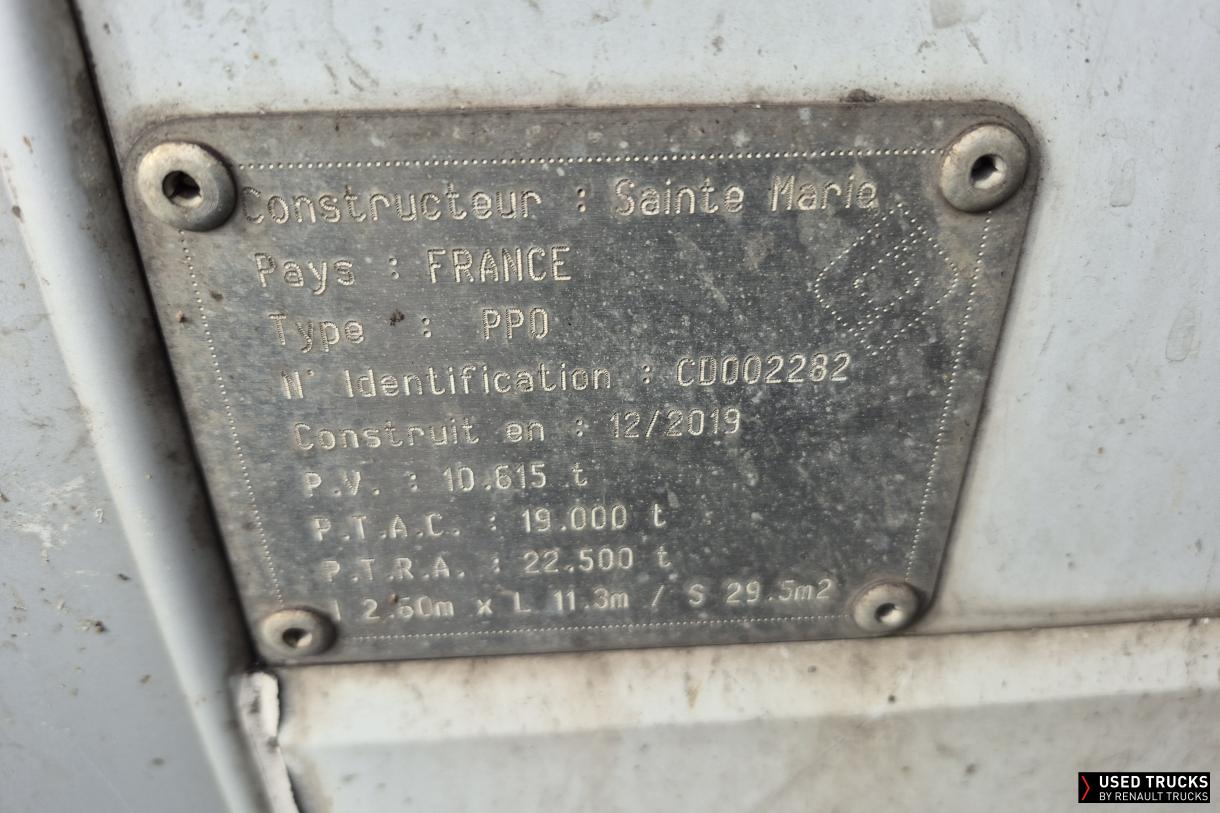 Constructeur : Sainte Marie
Pays : FRANCE
Type : PPO
N° Identification : CD002282
Construit en : 12/2019
P.V. : 10.615 t
P.T.A.C. : 19.000 t
P.T.R.A. : 22.500 t
l 2.60m x L 11.3m / S 29.5m2
USED TRUCKS
BY RENAULT TRUCKS